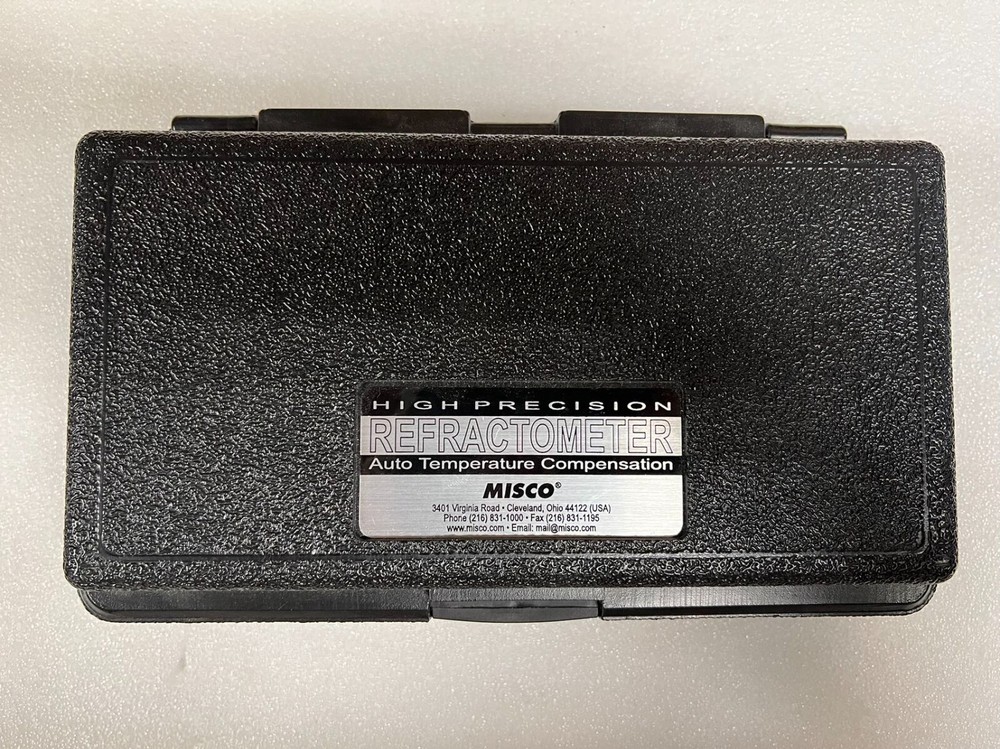 HIGH PRECISION
REFRACTOMETER
Auto Temperature Compensation
MISCO®
3401 Virginia Road • Cleveland, Ohio 44122 (USA)
Phone (216) 831-1000 • Fax (216) 831-1195
www.misco.com • Email: mail@misco.com